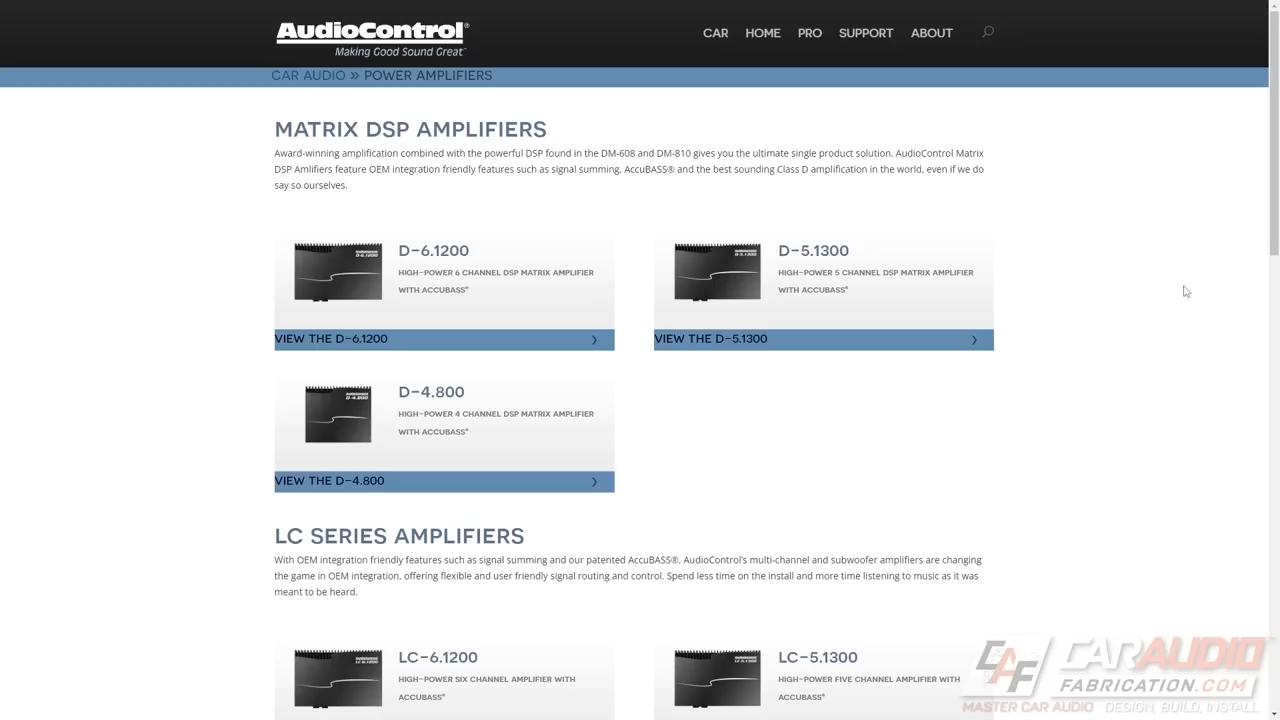 AudioControl®
Making Good Sound Great™
CAR HOME PRO SUPPORT ABOUT
CAR AUDIO » POWER AMPLIFIERS
MATRIX DSP AMPLIFIERS
Award-winning amplification combined with the powerful DSP found in the DM-608 and DM-810 gives you the ultimate single product solution. AudioControl Matrix
DSP Amlifiers feature OEM integration friendly features such as signal summing, AccuBASS® and the best sounding Class D amplification in the world, even if we do
say so ourselves.
D-6.1200
HIGH-POWER 6 CHANNEL DSP MATRIX AMPLIFIER
WITH ACCUBASS®
VIEW THE D-6.1200
D-5.1300
HIGH-POWER 5 CHANNEL DSP MATRIX AMPLIFIER
WITH ACCUBASS®
VIEW THE D-5.1300
D-4.800
HIGH-POWER 4 CHANNEL DSP MATRIX AMPLIFIER
WITH ACCUBASS®
VIEW THE D-4.800
LC SERIES AMPLIFIERS
With OEM integration friendly features such as signal summing and our patented AccuBASS®, AudioControl's multi-channel and subwoofer amplifiers are changing
the game in OEM integration, offering flexible and user friendly signal routing and control. Spend less time on the install and more time listening to music as it was
meant to be heard.
LC-6.1200
HIGH-POWER SIX CHANNEL AMPLIFIER WITH
ACCUBASS®
LC-5.1300
HIGH-POWER FIVE CHANNEL AMPLIFIER WITH
ACCUBASS®
CAF CAR AUDIO
FABRICATION.COM
MASTER CAR AUDIO DESIGN, BUILD, INSTALL